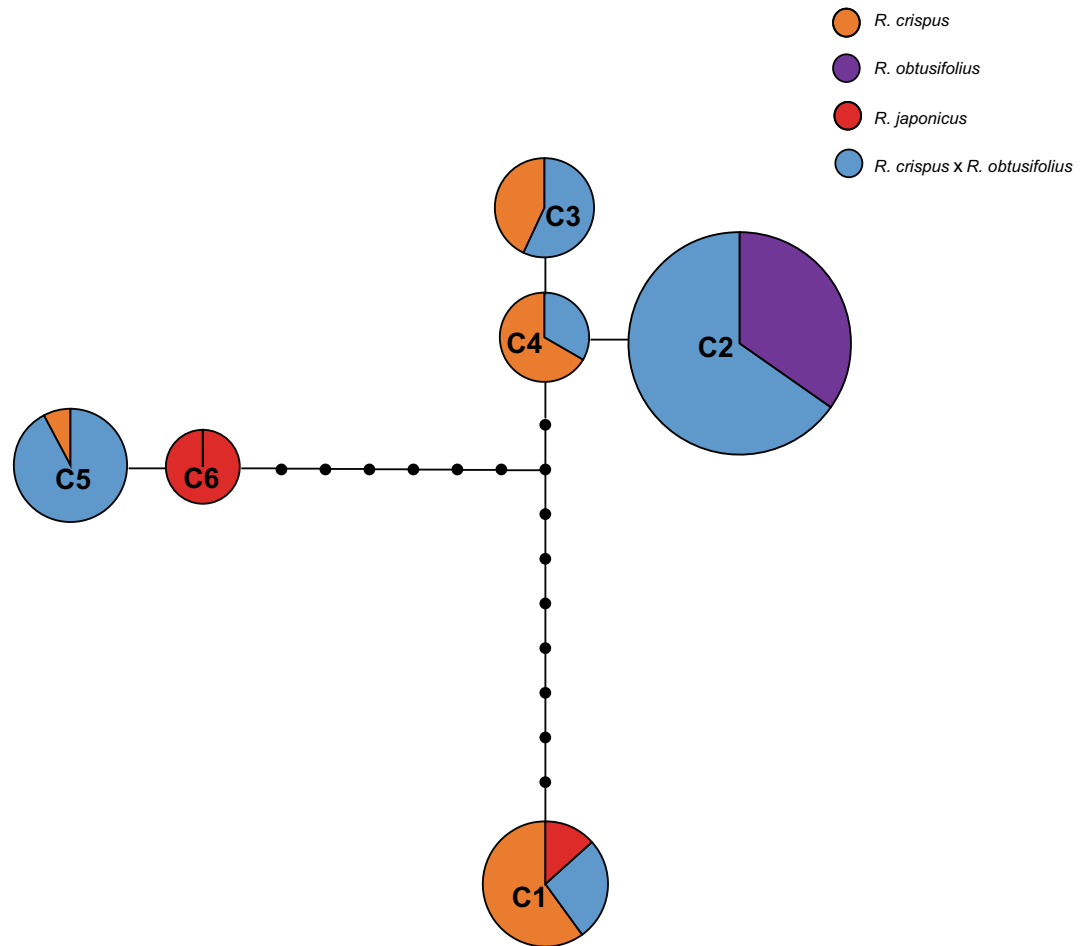 R. crispus
R. obtusifolius
R. japonicus
R. crispus x R. obtusifolius
C3
C4
C2
C5
C6
C1